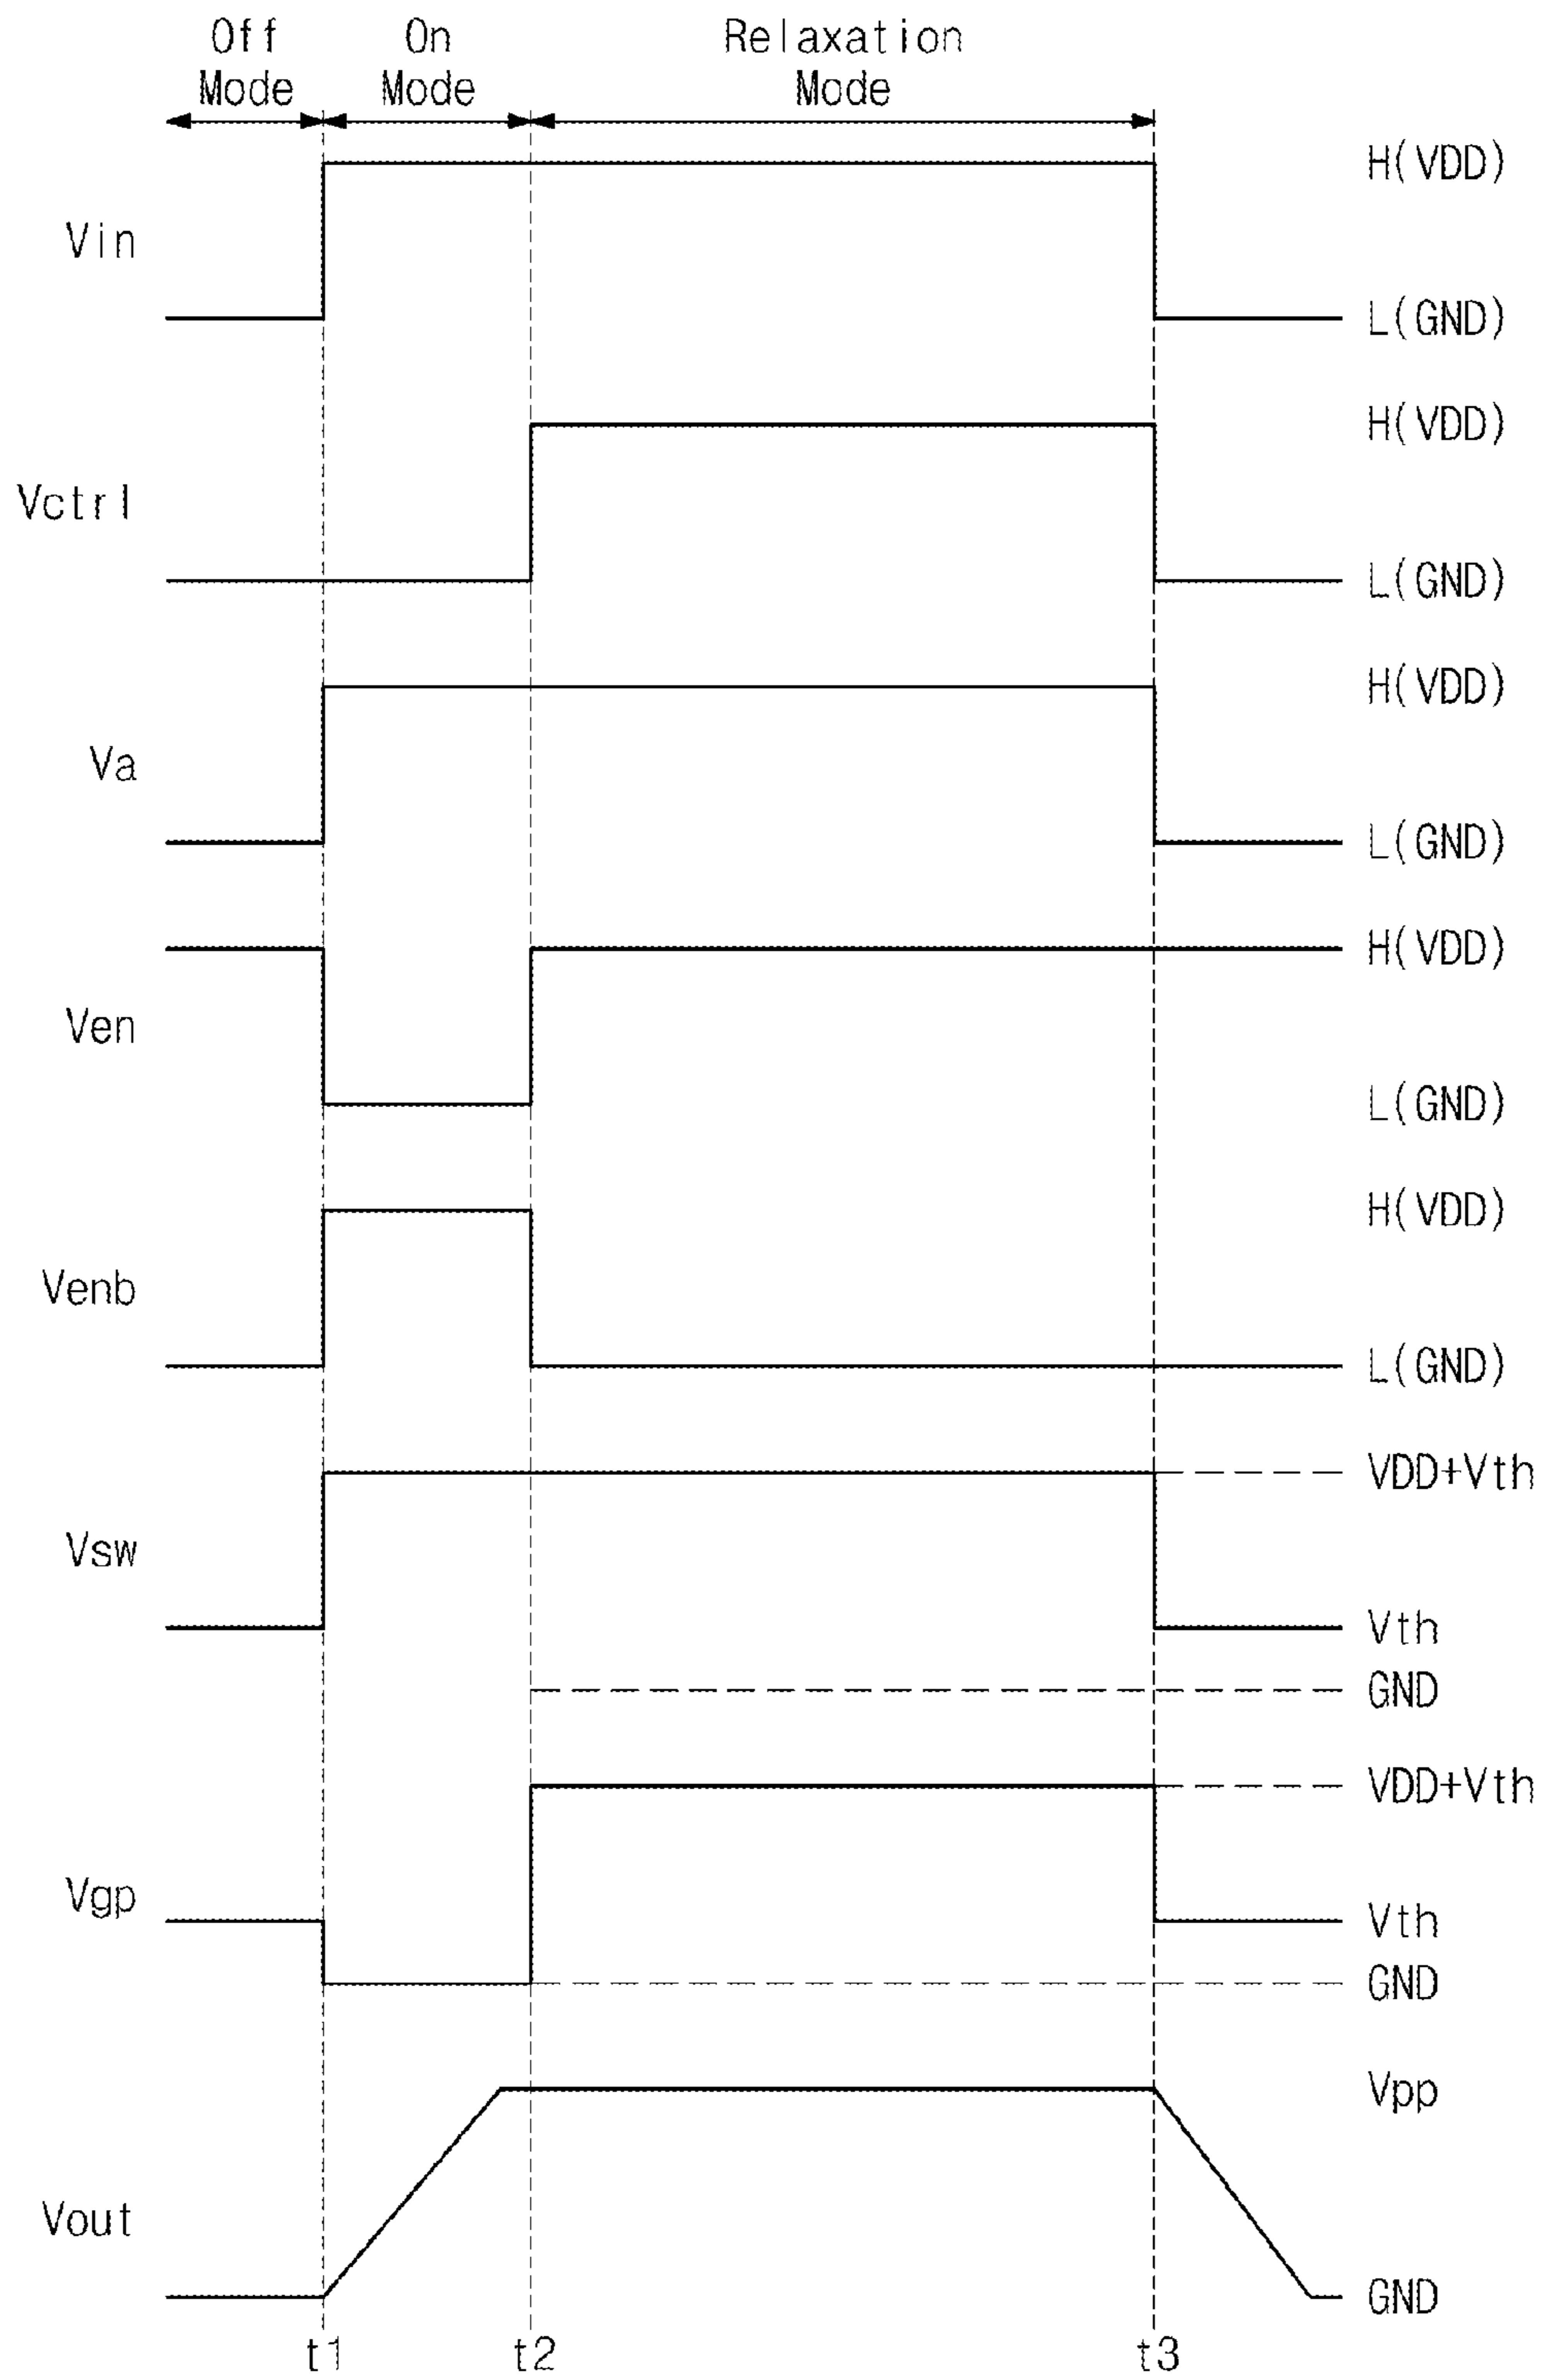 Off
Mode
On
Mode
Relaxation
Mode
Vin
H(VDD)
L(GND)
Vctrl
H(VDD)
L(GND)
Va
H(VDD)
L(GND)
Ven
H(VDD)
L(GND)
Venb
H(VDD)
L(GND)
Vsw
VDD+Vth
Vth
GND
Vgp
VDD+Vth
Vth
GND
Vout
Vpp
GND
t1
t2
t3